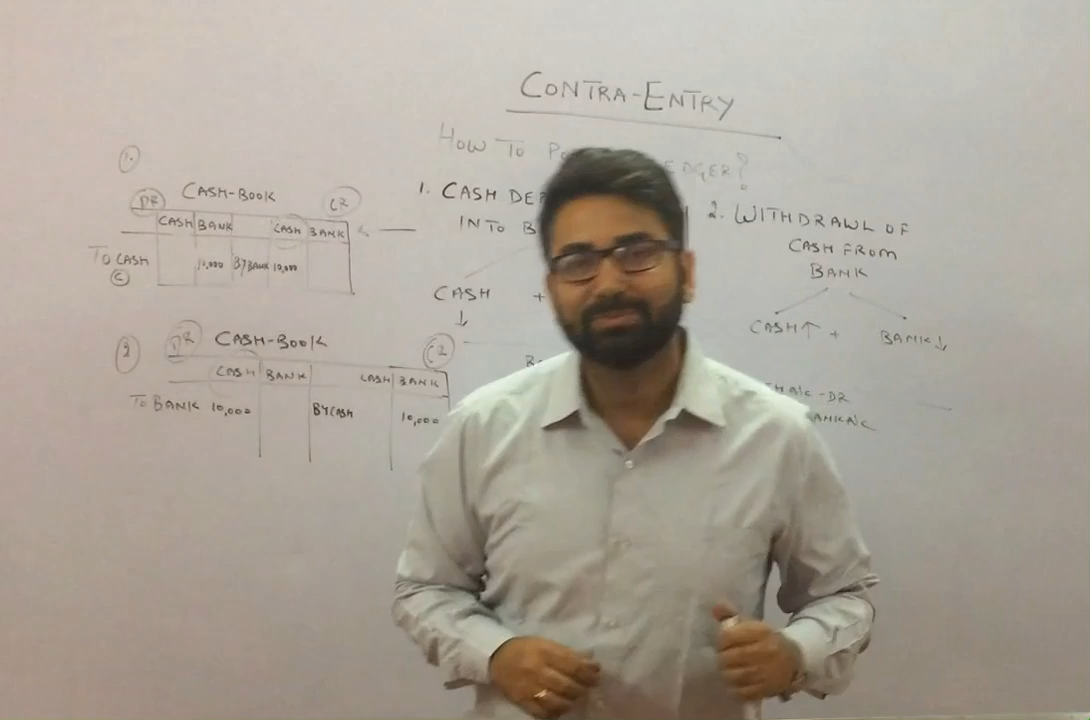 CONTRA-ENTRY
HOW TO
1. CASH
INTO
CASH +
↓
2. WITHDRAWL OF
CASH FROM
BANK
CASH↑ + BANK↓
A/C - DR
BANK A/C
1.
CASH-BOOK
DR CR
CASH BANK CASH BANK
TO CASH 10,000 BY BANK 10,000
C
2
CASH-BOOK
DR CR
CASH BANK CASH BANK
TO BANK 10,000 BY CASH 10,000